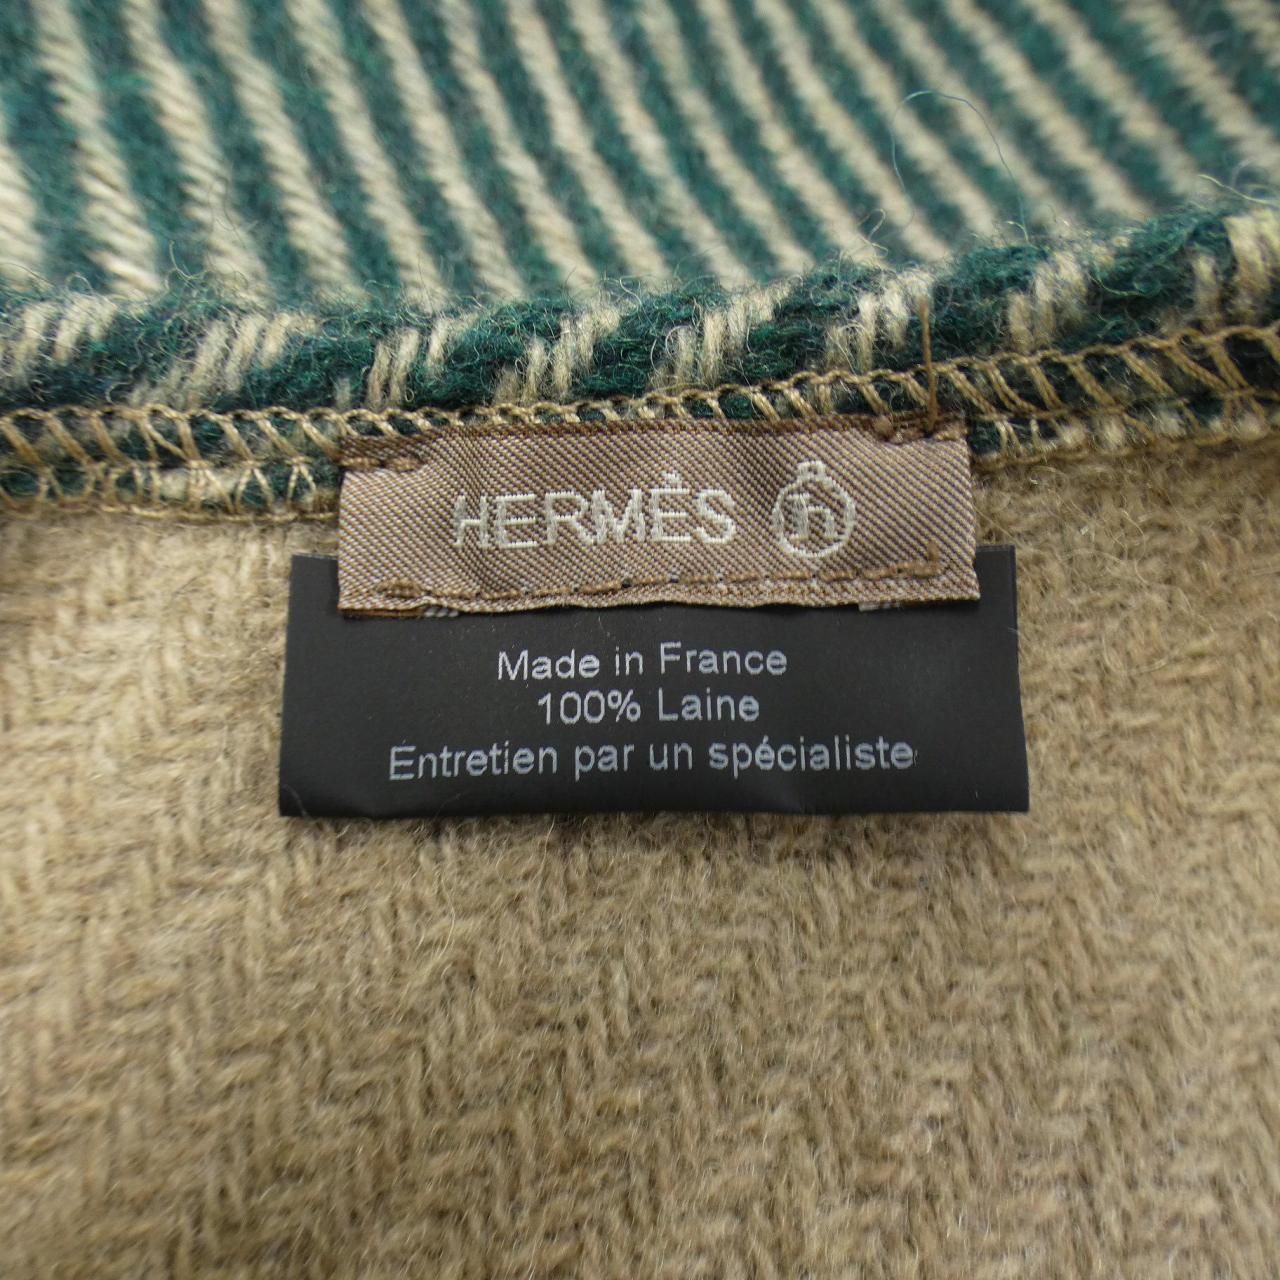 HERMÈS h
Made in France
100% Laine
Entretien par un spécialiste